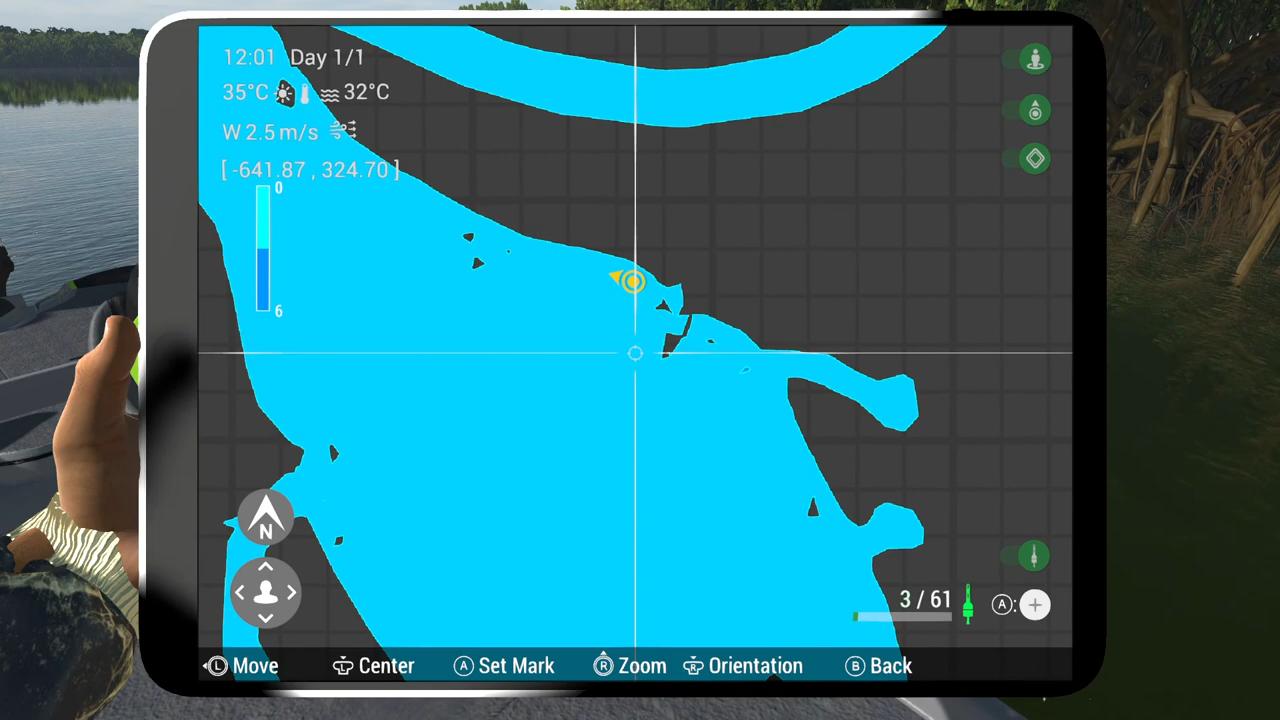 12:01 Day 1/1
35°C 32°C
W 2.5 m/s
[ -641.87 , 324.70 ]
0
6
N
3 / 61
A : +
L Move
L Center
A Set Mark
R Zoom
R Orientation
B Back